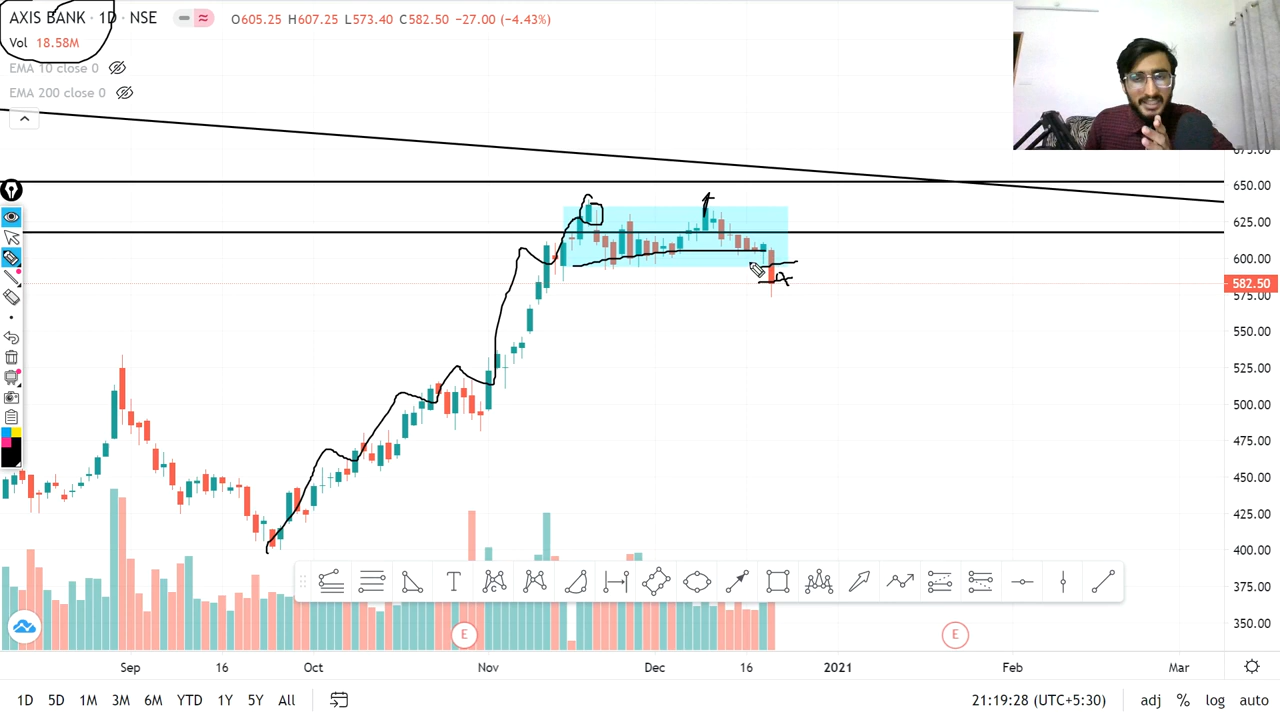 AXIS BANK · 1D · NSE
O605.25 H607.25 L573.40 C582.50 −27.00 (−4.43%)
Vol 18.58M
EMA 10 close 0
EMA 200 close 0
675.00
650.00
625.00
600.00
582.50
575.00
550.00
525.00
500.00
475.00
450.00
425.00
400.00
375.00
350.00
T
E
E
Sep 16 Oct Nov Dec 16 2021 Feb Mar
1D 5D 1M 3M 6M YTD 1Y 5Y All
21:19:28 (UTC+5:30) adj % log auto